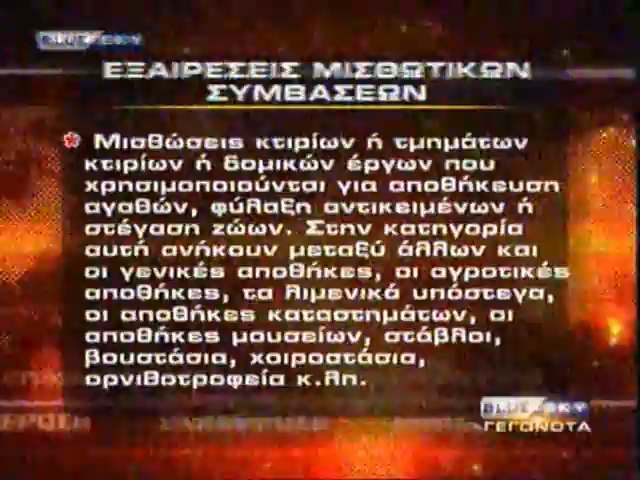 BLUE SKY
ΕΞΑΙΡΕΣΕΙΣ ΜΙΣΘΩΤΙΚΩΝ
ΣΥΜΒΑΣΕΩΝ
* Μισθώσεις κτιρίων ή τμημάτων
κτιρίων ή δομικών έργων που
χρησιμοποιούνται για αποθήκευση
αγαθών, φύλαξη αντικειμένων ή
στέγαση ζώων. Στην κατηγορία
αυτή ανήκουν μεταξύ άλλων και
οι γενικές αποθήκες, οι αγροτικές
αποθήκες, τα λιμενικά υπόστεγα,
οι αποθήκες καταστημάτων, οι
αποθήκες μουσείων, στάβλοι,
βουστάσια, χοιροστάσια,
ορνιθοτροφεία κ.λπ.
BLUE SKY
ΓΕΓΟΝΟΤΑ